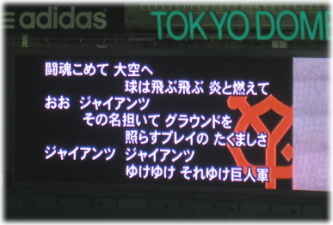 adidas
TOKYO DOME
闘魂こめて 大空へ
球は飛ぶ飛ぶ 炎と燃えて
おお ジャイアンツ
その名担いて グラウンドを
照らすプレイの たくましさ
ジャイアンツ ジャイアンツ
ゆけゆけ それゆけ巨人軍